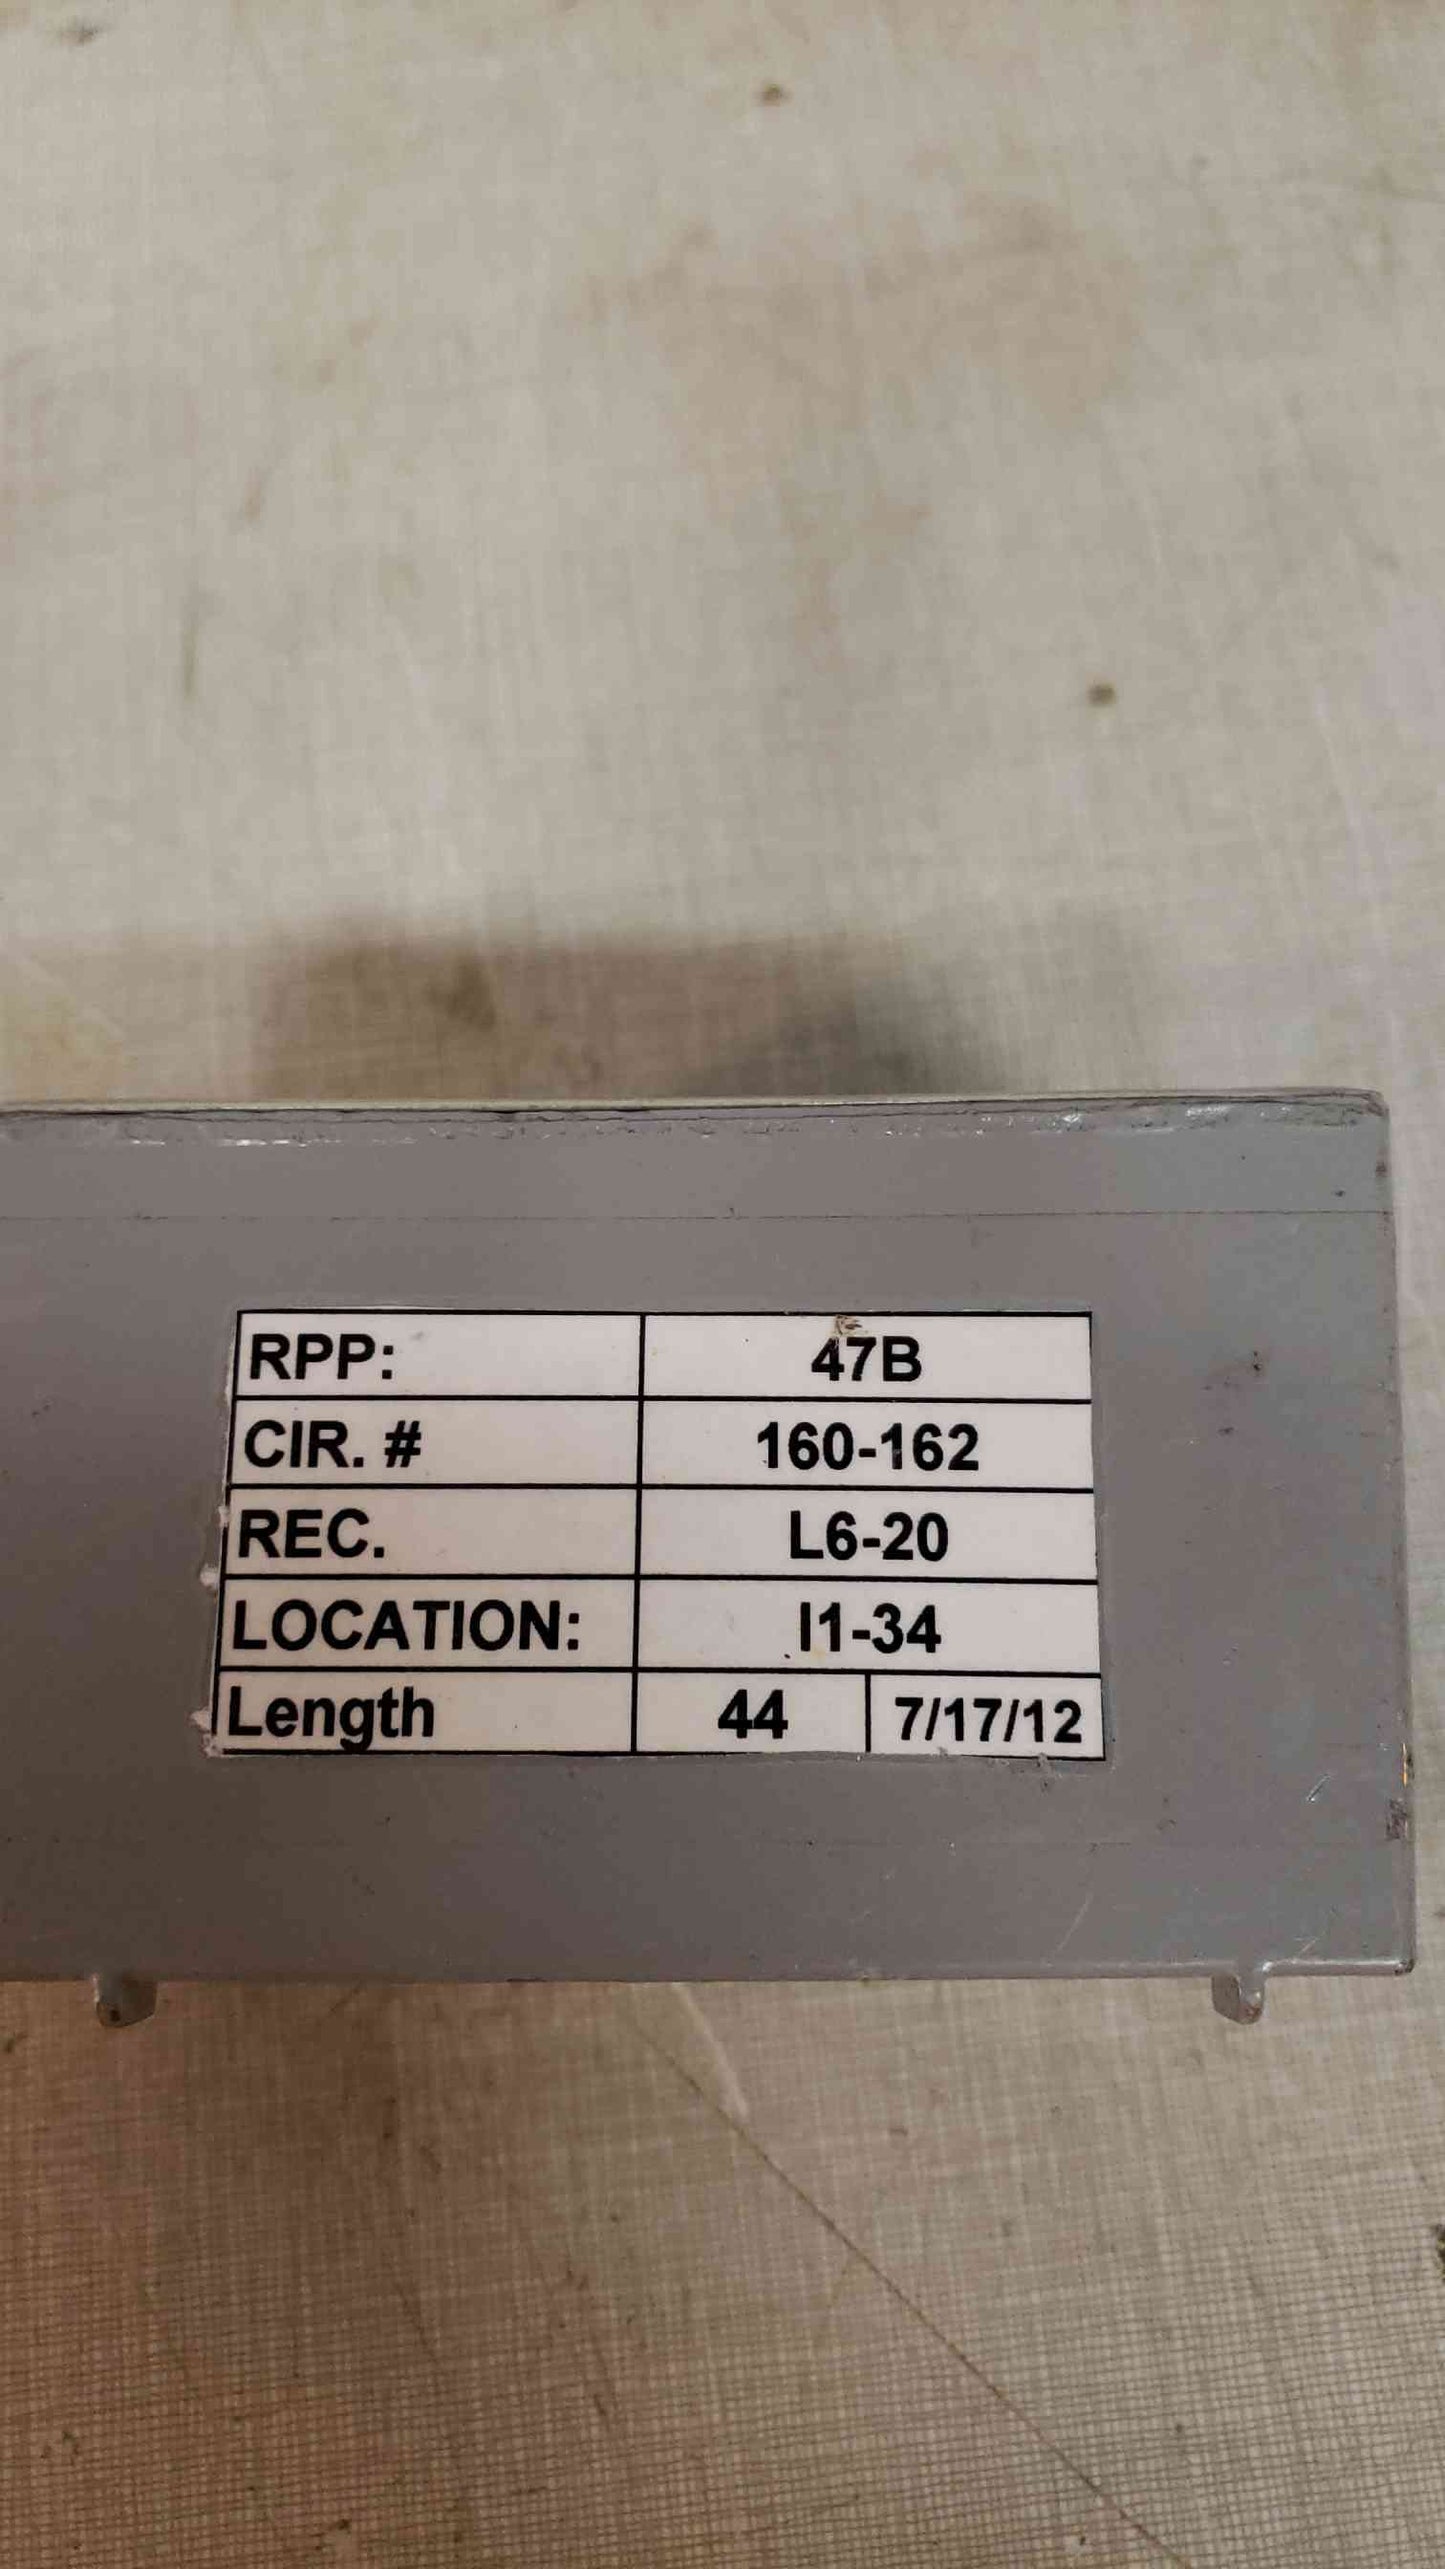 RPP: 47B
CIR. # 160-162
REC. L6-20
LOCATION: I1-34
Length 44 7/17/12